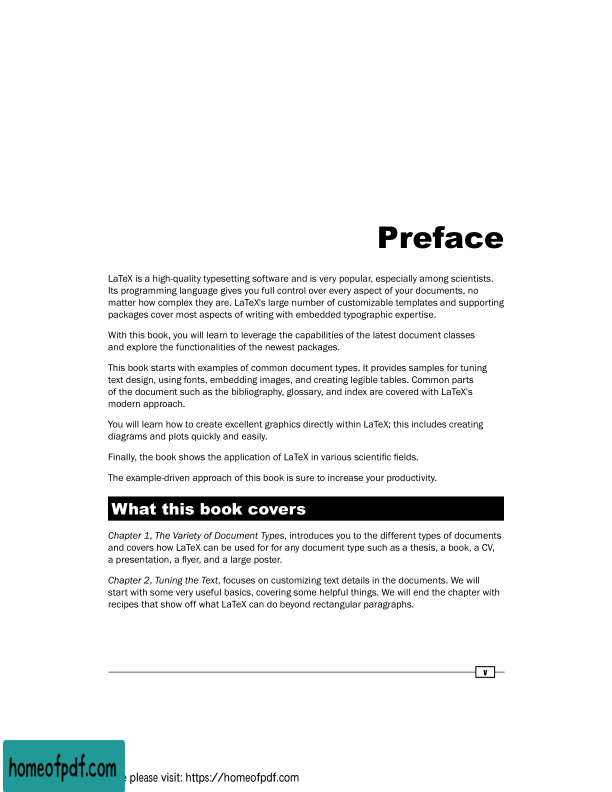 Preface
LaTeX is a high-quality typesetting software and is very popular, especially among scientists.
Its programming language gives you full control over every aspect of your documents, no
matter how complex they are. LaTeX's large number of customizable templates and supporting
packages cover most aspects of writing with embedded typographic expertise.
With this book, you will learn to leverage the capabilities of the latest document classes
and explore the functionalities of the newest packages.
This book starts with examples of common document types. It provides samples for tuning
text design, using fonts, embedding images, and creating legible tables. Common parts
of the document such as the bibliography, glossary, and index are covered with LaTeX's
modern approach.
You will learn how to create excellent graphics directly within LaTeX; this includes creating
diagrams and plots quickly and easily.
Finally, the book shows the application of LaTeX in various scientific fields.
The example-driven approach of this book is sure to increase your productivity.
What this book covers
Chapter 1, The Variety of Document Types, introduces you to the different types of documents
and covers how LaTeX can be used for for any document type such as a thesis, a book, a CV,
a presentation, a flyer, and a large poster.
Chapter 2, Tuning the Text, focuses on customizing text details in the documents. We will
start with some very useful basics, covering some helpful things. We will end the chapter with
recipes that show off what LaTeX can do beyond rectangular paragraphs.
v
homeofpdf.com
please visit: https://homeofpdf.com